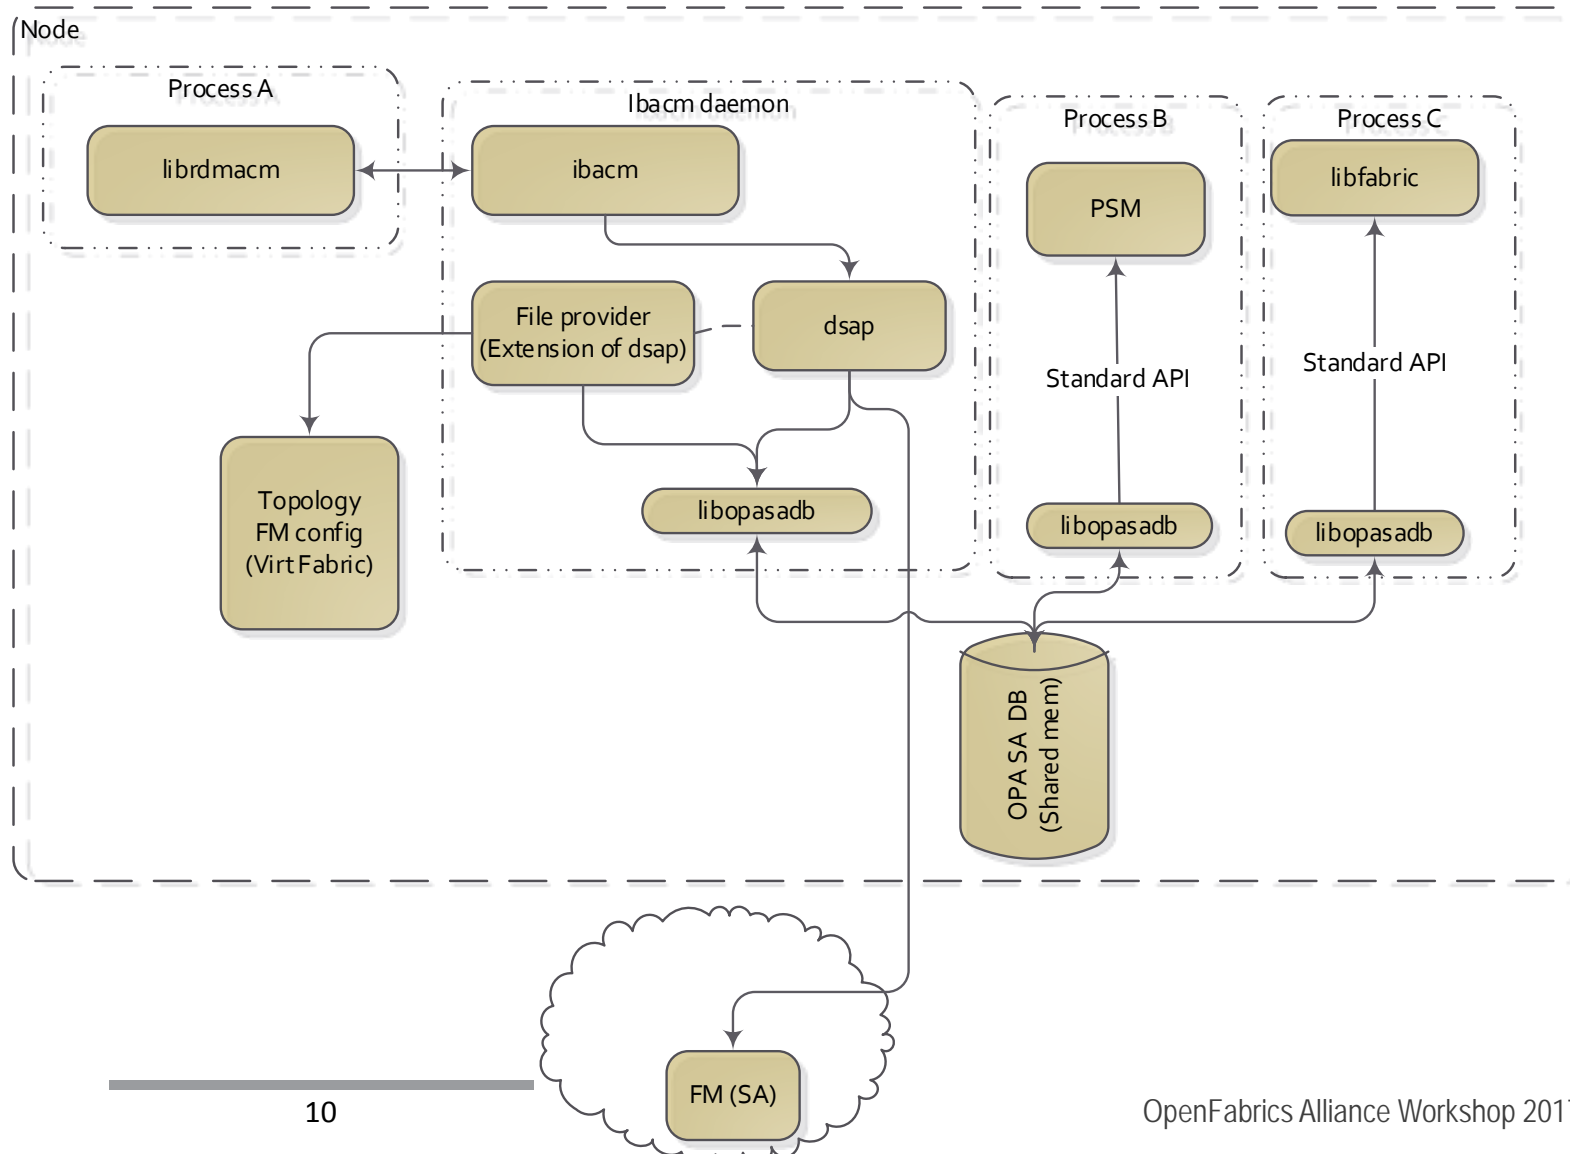 Node
Process A
librdmacm
Ibacm daemon
ibacm
File provider
(Extension of dsap)
dsap
libopasadb
Topology
FM config
(Virt Fabric)
Process B
PSM
Standard API
libopasadb
Process C
libfabric
Standard API
libopasadb
OPA SA DB
(Shared mem)
FM (SA)
10
OpenFabrics Alliance Workshop 201